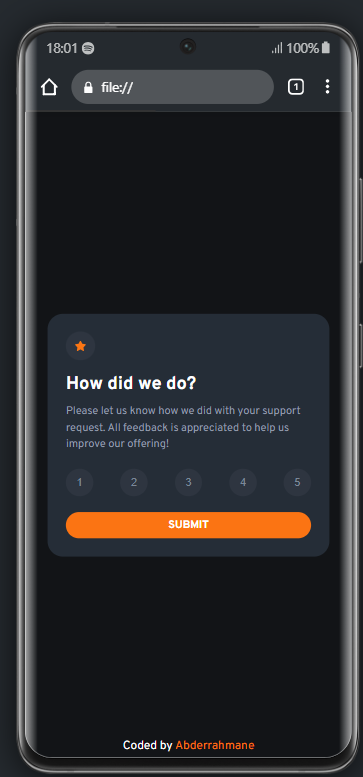 18:01 100%
file:// 1
How did we do?
Please let us know how we did with your support
request. All feedback is appreciated to help us
improve our offering!
1 2 3 4 5
SUBMIT
Coded by Abderrahmane